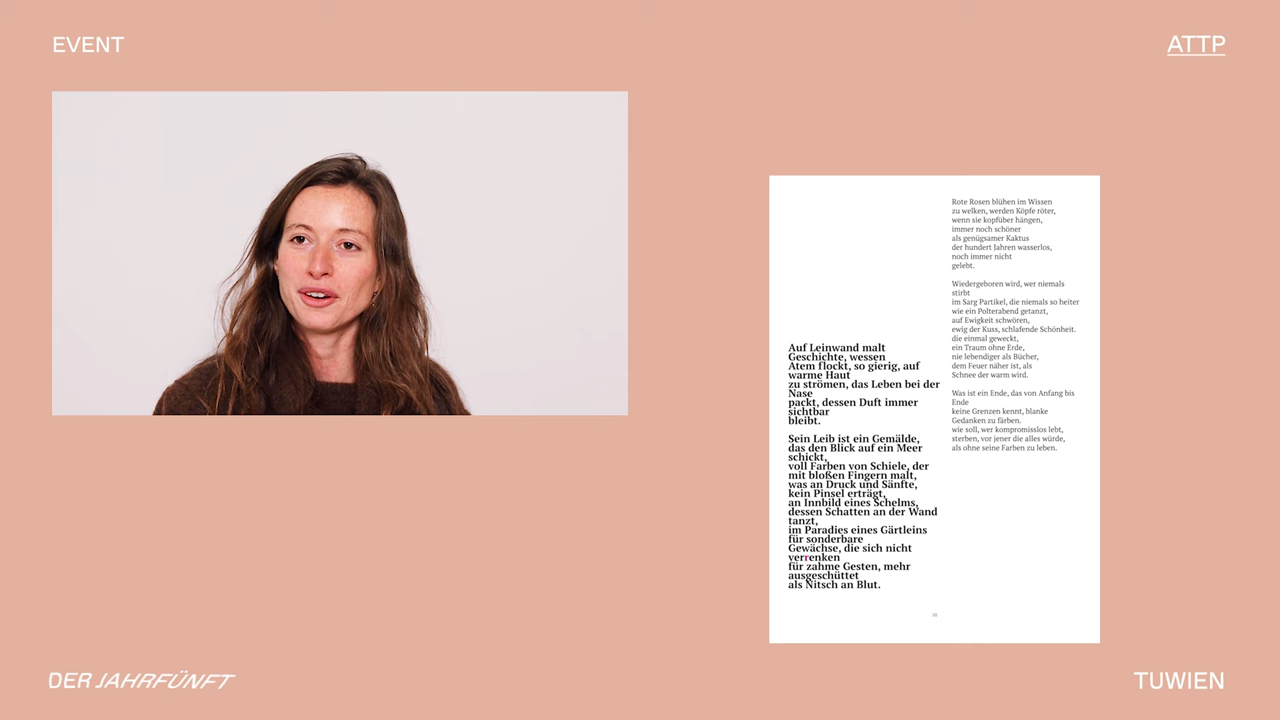 EVENT
ATTP
Auf Leinwand malt
Geschichte, wessen
Atem flockt, so gierig, auf
warme Haut
zu strömen, das Leben bei der
Nase
packt, dessen Duft immer
sichtbar
bleibt.
Sein Leib ist ein Gemälde,
das den Blick auf ein Meer
schickt,
voll Farben von Schiele, der
mit bloßen Fingern malt,
was an Druck und Sänfte,
kein Pinsel erträgt,
an Innbild eines Schelms,
dessen Schatten an der Wand
tanzt,
im Paradies eines Gärtleins
für sonderbare
Gewächse, die sich nicht
verrenken
für zahme Gesten, mehr
ausgeschüttet
als Nitsch an Blut.
Rote Rosen blühen im Wissen
zu welken, werden Köpfe röter,
wenn sie kopfüber hängen,
immer noch schöner
als genügsamer Kaktus
der hundert Jahren wasserlos,
noch immer nicht
gelebt.
Wiedergeboren wird, wer niemals
stirbt
im Sarg Partikel, die niemals so heiter
wie ein Polterabend getanzt,
auf Ewigkeit schwören,
ewig der Kuss, schlafende Schönheit.
die einmal geweckt,
ein Traum ohne Erde,
nie lebendiger als Bücher,
dem Feuer näher ist, als
Schnee der warm wird.
Was ist ein Ende, das von Anfang bis
Ende
keine Grenzen kennt, blanke
Gedanken zu färben.
wie soll, wer kompromisslos lebt,
sterben, vor jener die alles würde,
als ohne seine Farben zu leben.
DER JAHRFÜNFT
TUWIEN